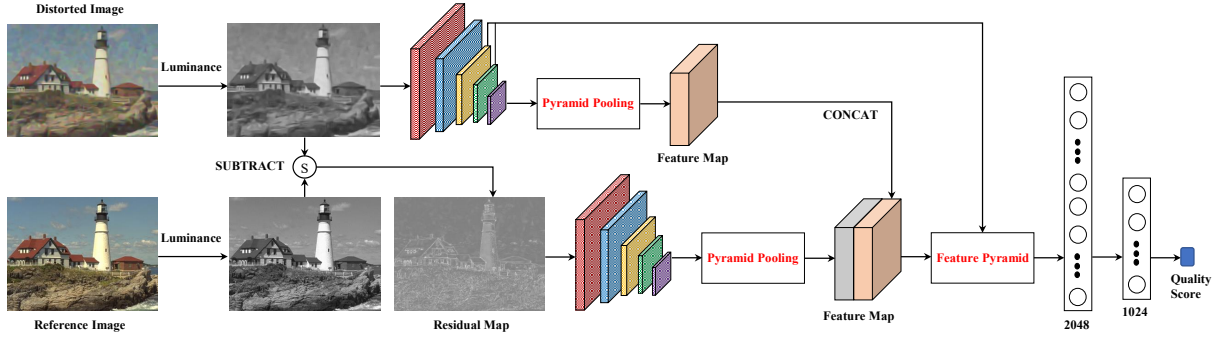 Distorted Image
Luminance
Pyramid Pooling
Feature Map
CONCAT
SUBTRACT
S
Luminance
Pyramid Pooling
Feature Pyramid
Quality
Score
Reference Image
Residual Map
Feature Map
2048
1024